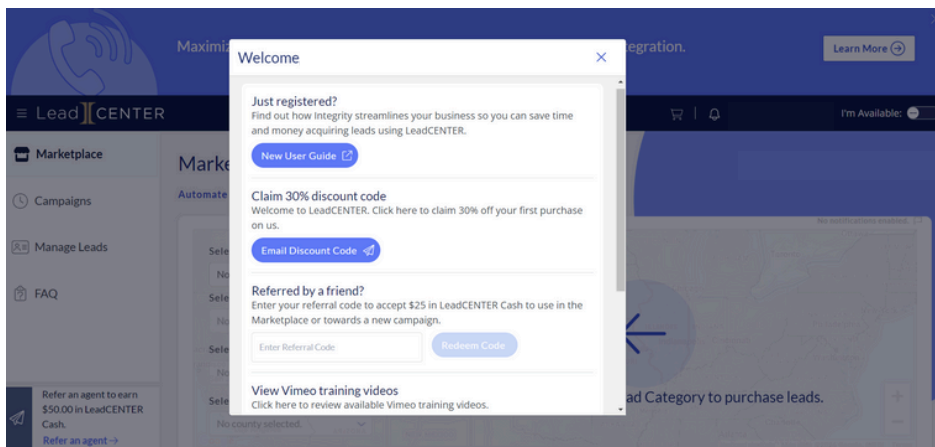 Maximi
egration.
Learn More
Lead CENTER
I'm Available:
Marketplace
Campaigns
Manage Leads
FAQ
Refer an agent to earn
$50.00 in LeadCENTER
Cash.
Refer an agent
Marke
Automate
No notifications enabled.
Sele
No
Sele
No
Sele
No
Sele
No county selected.
ad Category to purchase leads.
Welcome
Just registered?
Find out how Integrity streamlines your business so you can save time
and money acquiring leads using LeadCENTER.
New User Guide
Claim 30% discount code
Welcome to LeadCENTER. Click here to claim 30% off your first purchase
on us.
Email Discount Code
Referred by a friend?
Enter your referral code to accept $25 in LeadCENTER Cash to use in the
Marketplace or towards a new campaign.
Enter Referral Code
Redeem Code
View Vimeo training videos
Click here to review available Vimeo training videos.